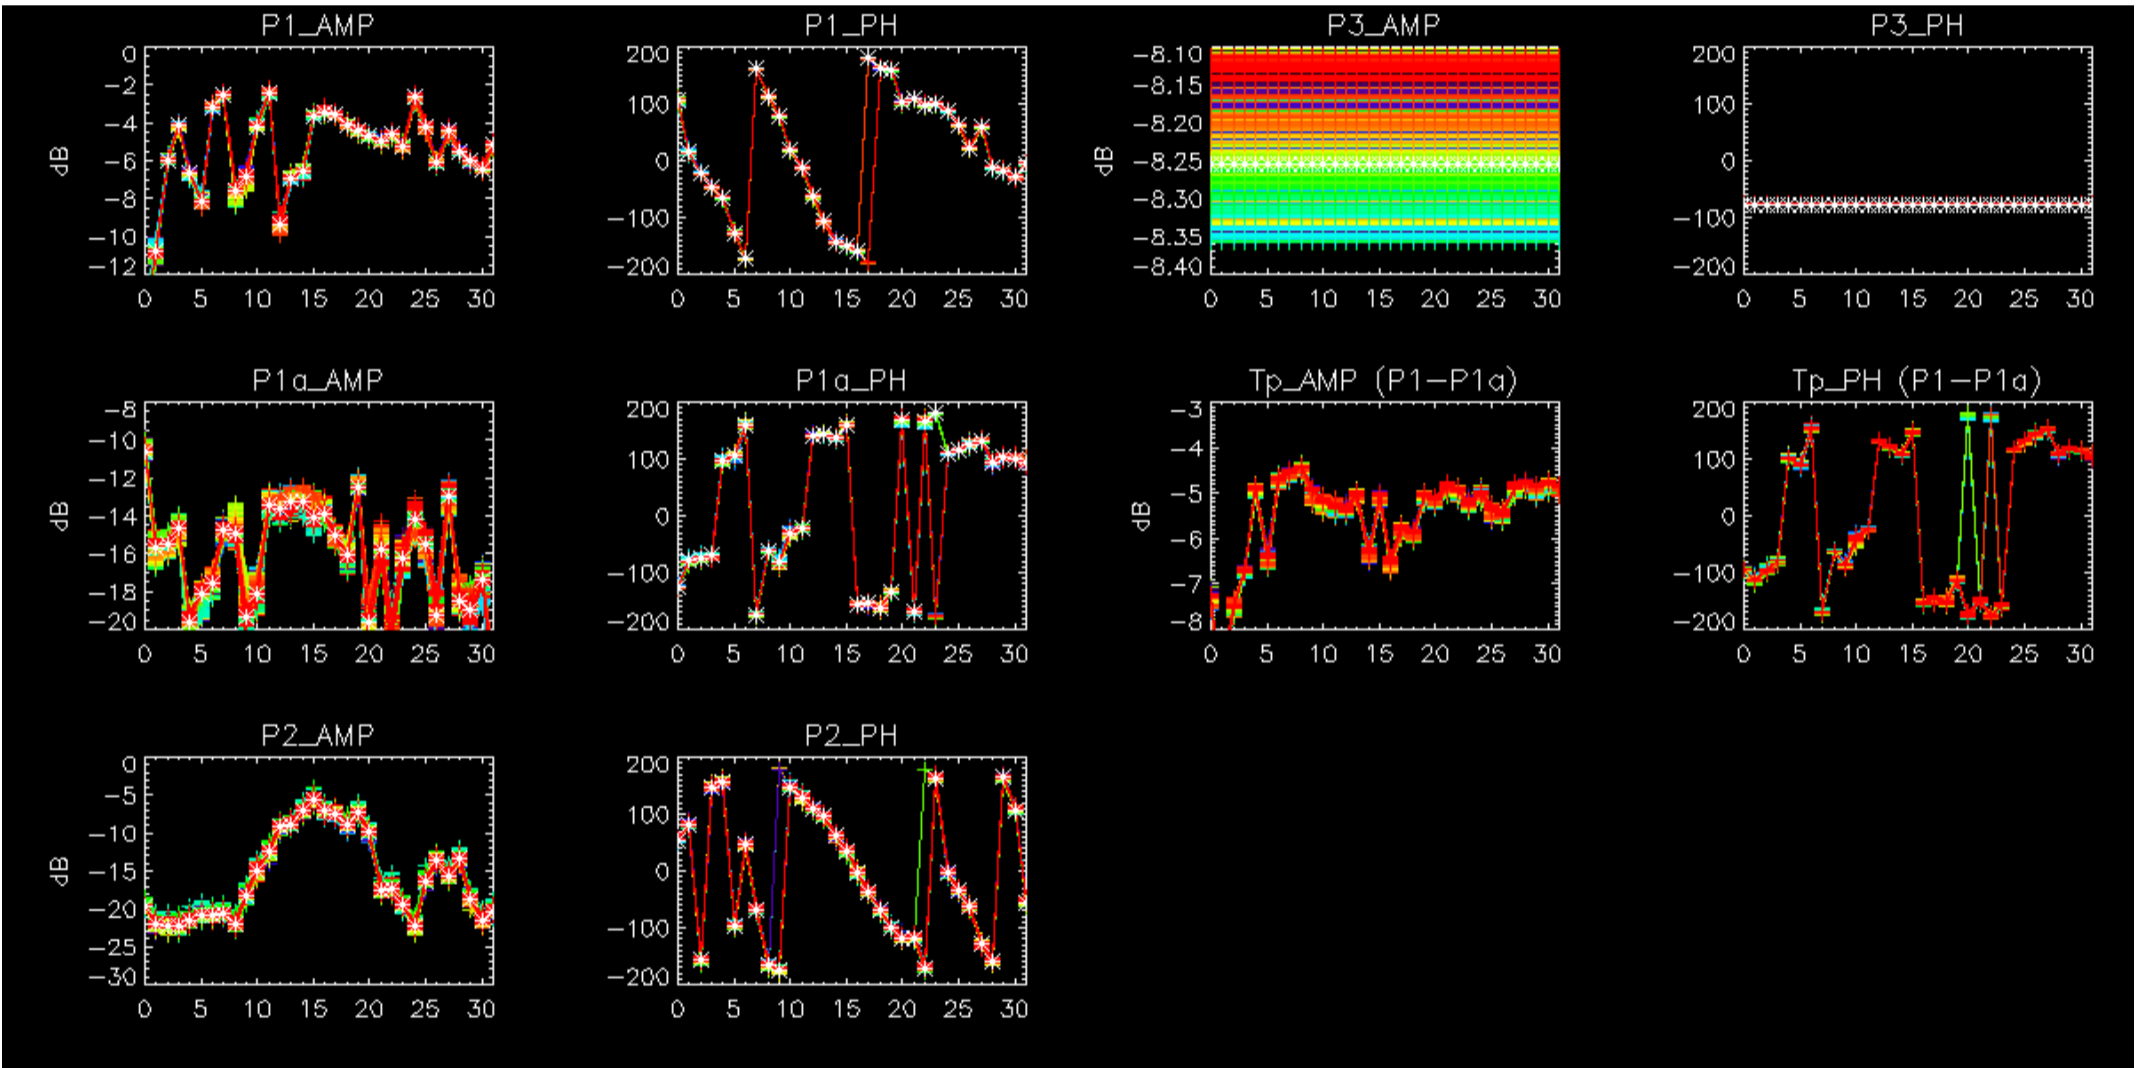 P1_AMP
0
−2
−4
−6
−8
−10
−12
dB
0 5 10 15 20 25 30
P1_PH
200
100
0
−100
−200
0 5 10 15 20 25 30
P3_AMP
−8.10
−8.15
−8.20
−8.25
−8.30
−8.35
−8.40
dB
0 5 10 15 20 25 30
P3_PH
200
100
0
−100
−200
0 5 10 15 20 25 30
P1a_AMP
−8
−10
−12
−14
−16
−18
−20
dB
0 5 10 15 20 25 30
P1a_PH
200
100
0
−100
−200
0 5 10 15 20 25 30
Tp_AMP (P1−P1a)
−3
−4
−5
−6
−7
−8
dB
0 5 10 15 20 25 30
Tp_PH (P1−P1a)
200
100
0
−100
−200
0 5 10 15 20 25 30
P2_AMP
0
−5
−10
−15
−20
−25
−30
dB
0 5 10 15 20 25 30
P2_PH
200
100
0
−100
−200
0 5 10 15 20 25 30